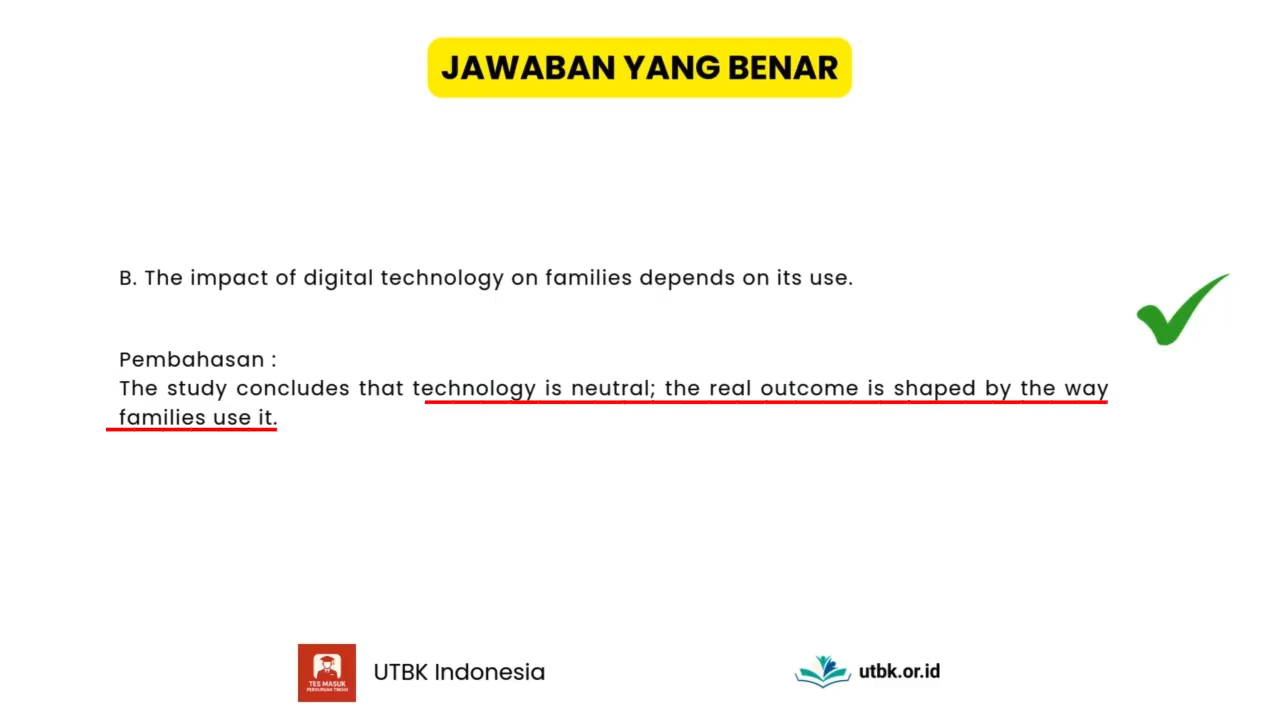 JAWABAN YANG BENAR
B. The impact of digital technology on families depends on its use.
Pembahasan :
The study concludes that technology is neutral; the real outcome is shaped by the way
families use it.
TES MASUK
PERGURUAN TINGGI
UTBK Indonesia
utbk.or.id